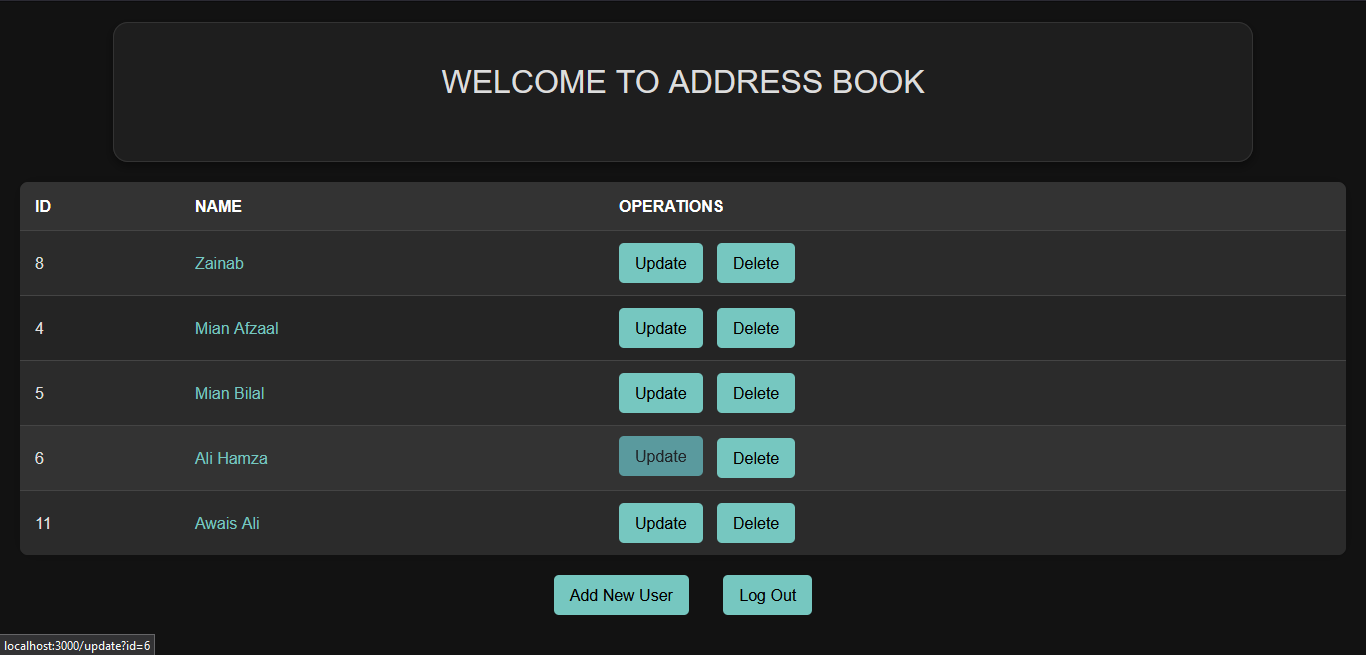 WELCOME TO ADDRESS BOOK
ID NAME OPERATIONS
8 Zainab Update Delete
4 Mian Afzaal Update Delete
5 Mian Bilal Update Delete
6 Ali Hamza Update Delete
11 Awais Ali Update Delete
Add New User Log Out
localhost:3000/update?id=6